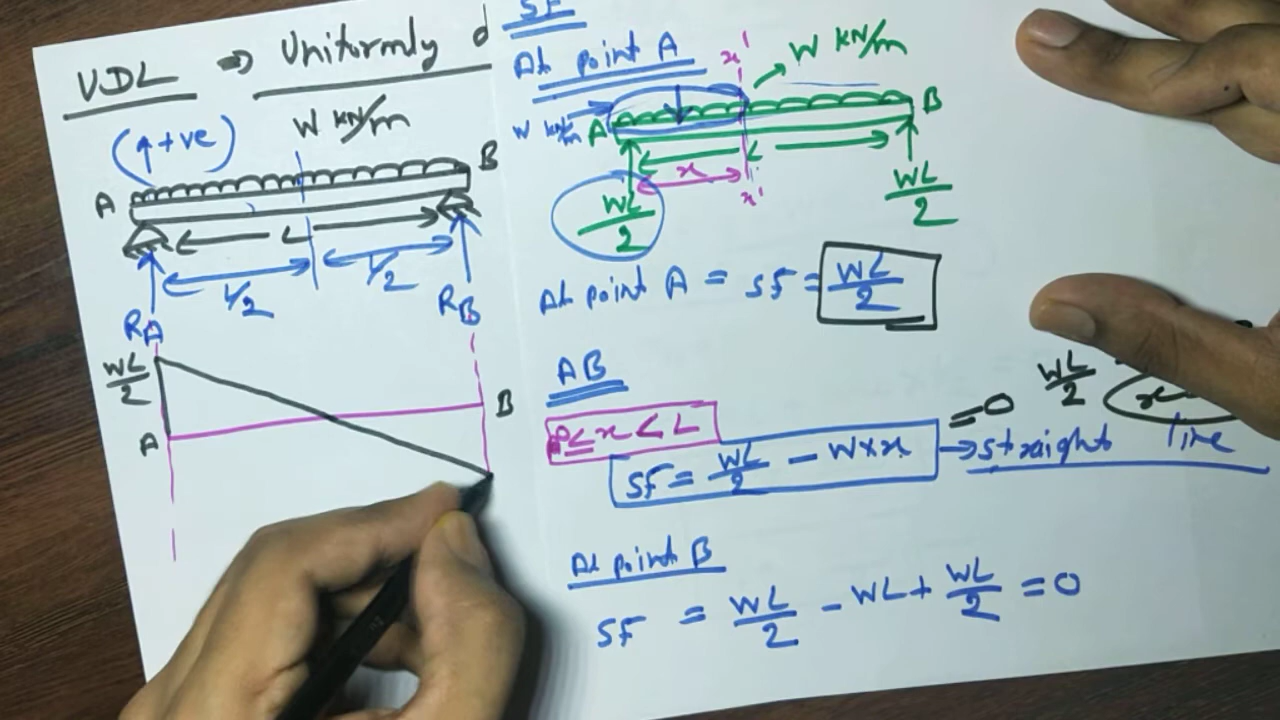 UDL ⇒ Uniformly d
(↑+ve)
W kN/m
A B
L
L/2 L/2
RA RB
WL/2
A B
SF
At point A
x'
W kN/m
W kN/m
A B
L
x
x'
WL/2 WL/2
At point A = SF = WL/2
AB
≤ x < L
SF = WL/2 - W×x → straight line
=0 WL/2
x
At point B
SF = WL/2 - WL + WL/2 = 0